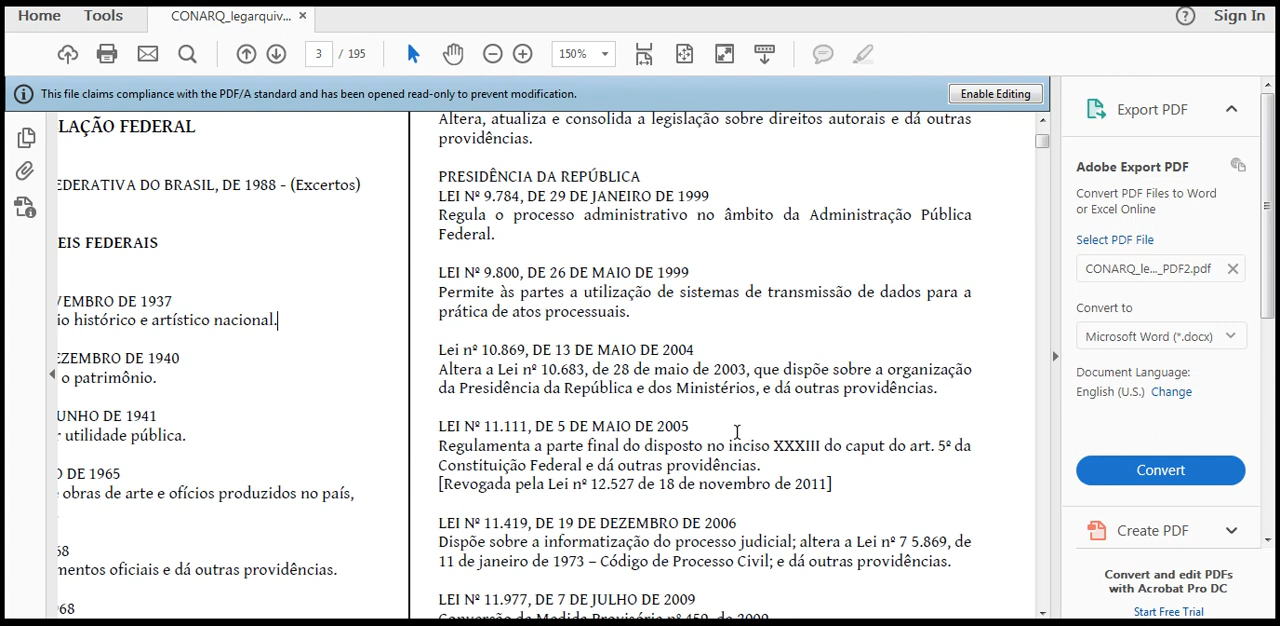 Home Tools CONARQ_legarquiv... × Sign In
3 / 195 150%
This file claims compliance with the PDF/A standard and has been opened read-only to prevent modification. Enable Editing
LAÇÃO FEDERAL
EDERATIVA DO BRASIL, DE 1988 - (Excertos)
EIS FEDERAIS
VEMBRO DE 1937
io histórico e artístico nacional.
EZEMBRO DE 1940
o patrimônio.
UNHO DE 1941
r utilidade pública.
O DE 1965
obras de arte e ofícios produzidos no país,
68
mentos oficiais e dá outras providências.
968
Altera, atualiza e consolida a legislação sobre direitos autorais e dá outras
providências.
PRESIDÊNCIA DA REPÚBLICA
LEI Nº 9.784, DE 29 DE JANEIRO DE 1999
Regula o processo administrativo no âmbito da Administração Pública
Federal.
LEI Nº 9.800, DE 26 DE MAIO DE 1999
Permite às partes a utilização de sistemas de transmissão de dados para a
prática de atos processuais.
Lei nº 10.869, DE 13 DE MAIO DE 2004
Altera a Lei nº 10.683, de 28 de maio de 2003, que dispõe sobre a organização
da Presidência da República e dos Ministérios, e dá outras providências.
LEI Nº 11.111, DE 5 DE MAIO DE 2005
Regulamenta a parte final do disposto no inciso XXXIII do caput do art. 5º da
Constituição Federal e dá outras providências.
[Revogada pela Lei nº 12.527 de 18 de novembro de 2011]
LEI Nº 11.419, DE 19 DE DEZEMBRO DE 2006
Dispõe sobre a informatização do processo judicial; altera a Lei nº 7 5.869, de
11 de janeiro de 1973 – Código de Processo Civil; e dá outras providências.
LEI Nº 11.977, DE 7 DE JULHO DE 2009
Conversão da Medida Provisória nº 459, de 2009
Export PDF
Adobe Export PDF
Convert PDF Files to Word
or Excel Online
Select PDF File
CONARQ_le..._PDF2.pdf
Convert to
Microsoft Word (*.docx)
Document Language:
English (U.S.) Change
Convert
Create PDF
Convert and edit PDFs
with Acrobat Pro DC
Start Free Trial